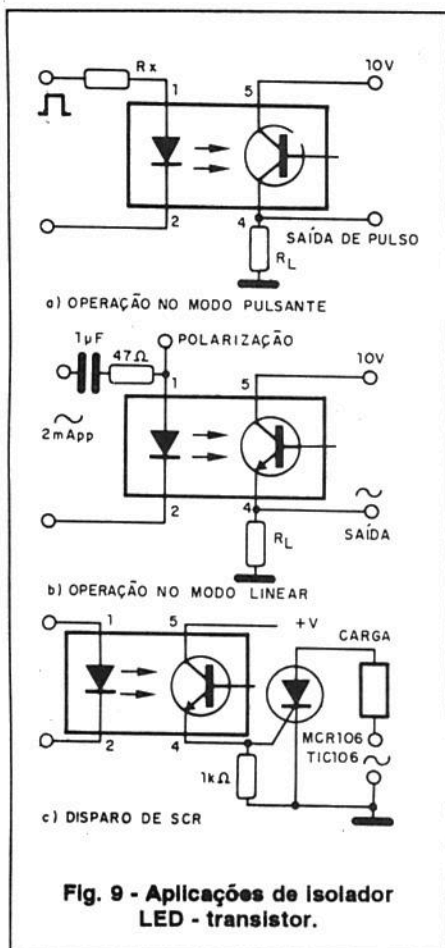 Rx
1
5
10V
2
4
SAÍDA DE PULSO
RL
a) OPERAÇÃO NO MODO PULSANTE
1µF
47Ω
POLARIZAÇÃO
1
5
10V
2mApp
2
4
SAÍDA
RL
b) OPERAÇÃO NO MODO LINEAR
1
5
+V
CARGA
2
4
MCR106
TIC106
1kΩ
c) DISPARO DE SCR
Fig. 9 - Aplicações de isolador
LED - transistor.